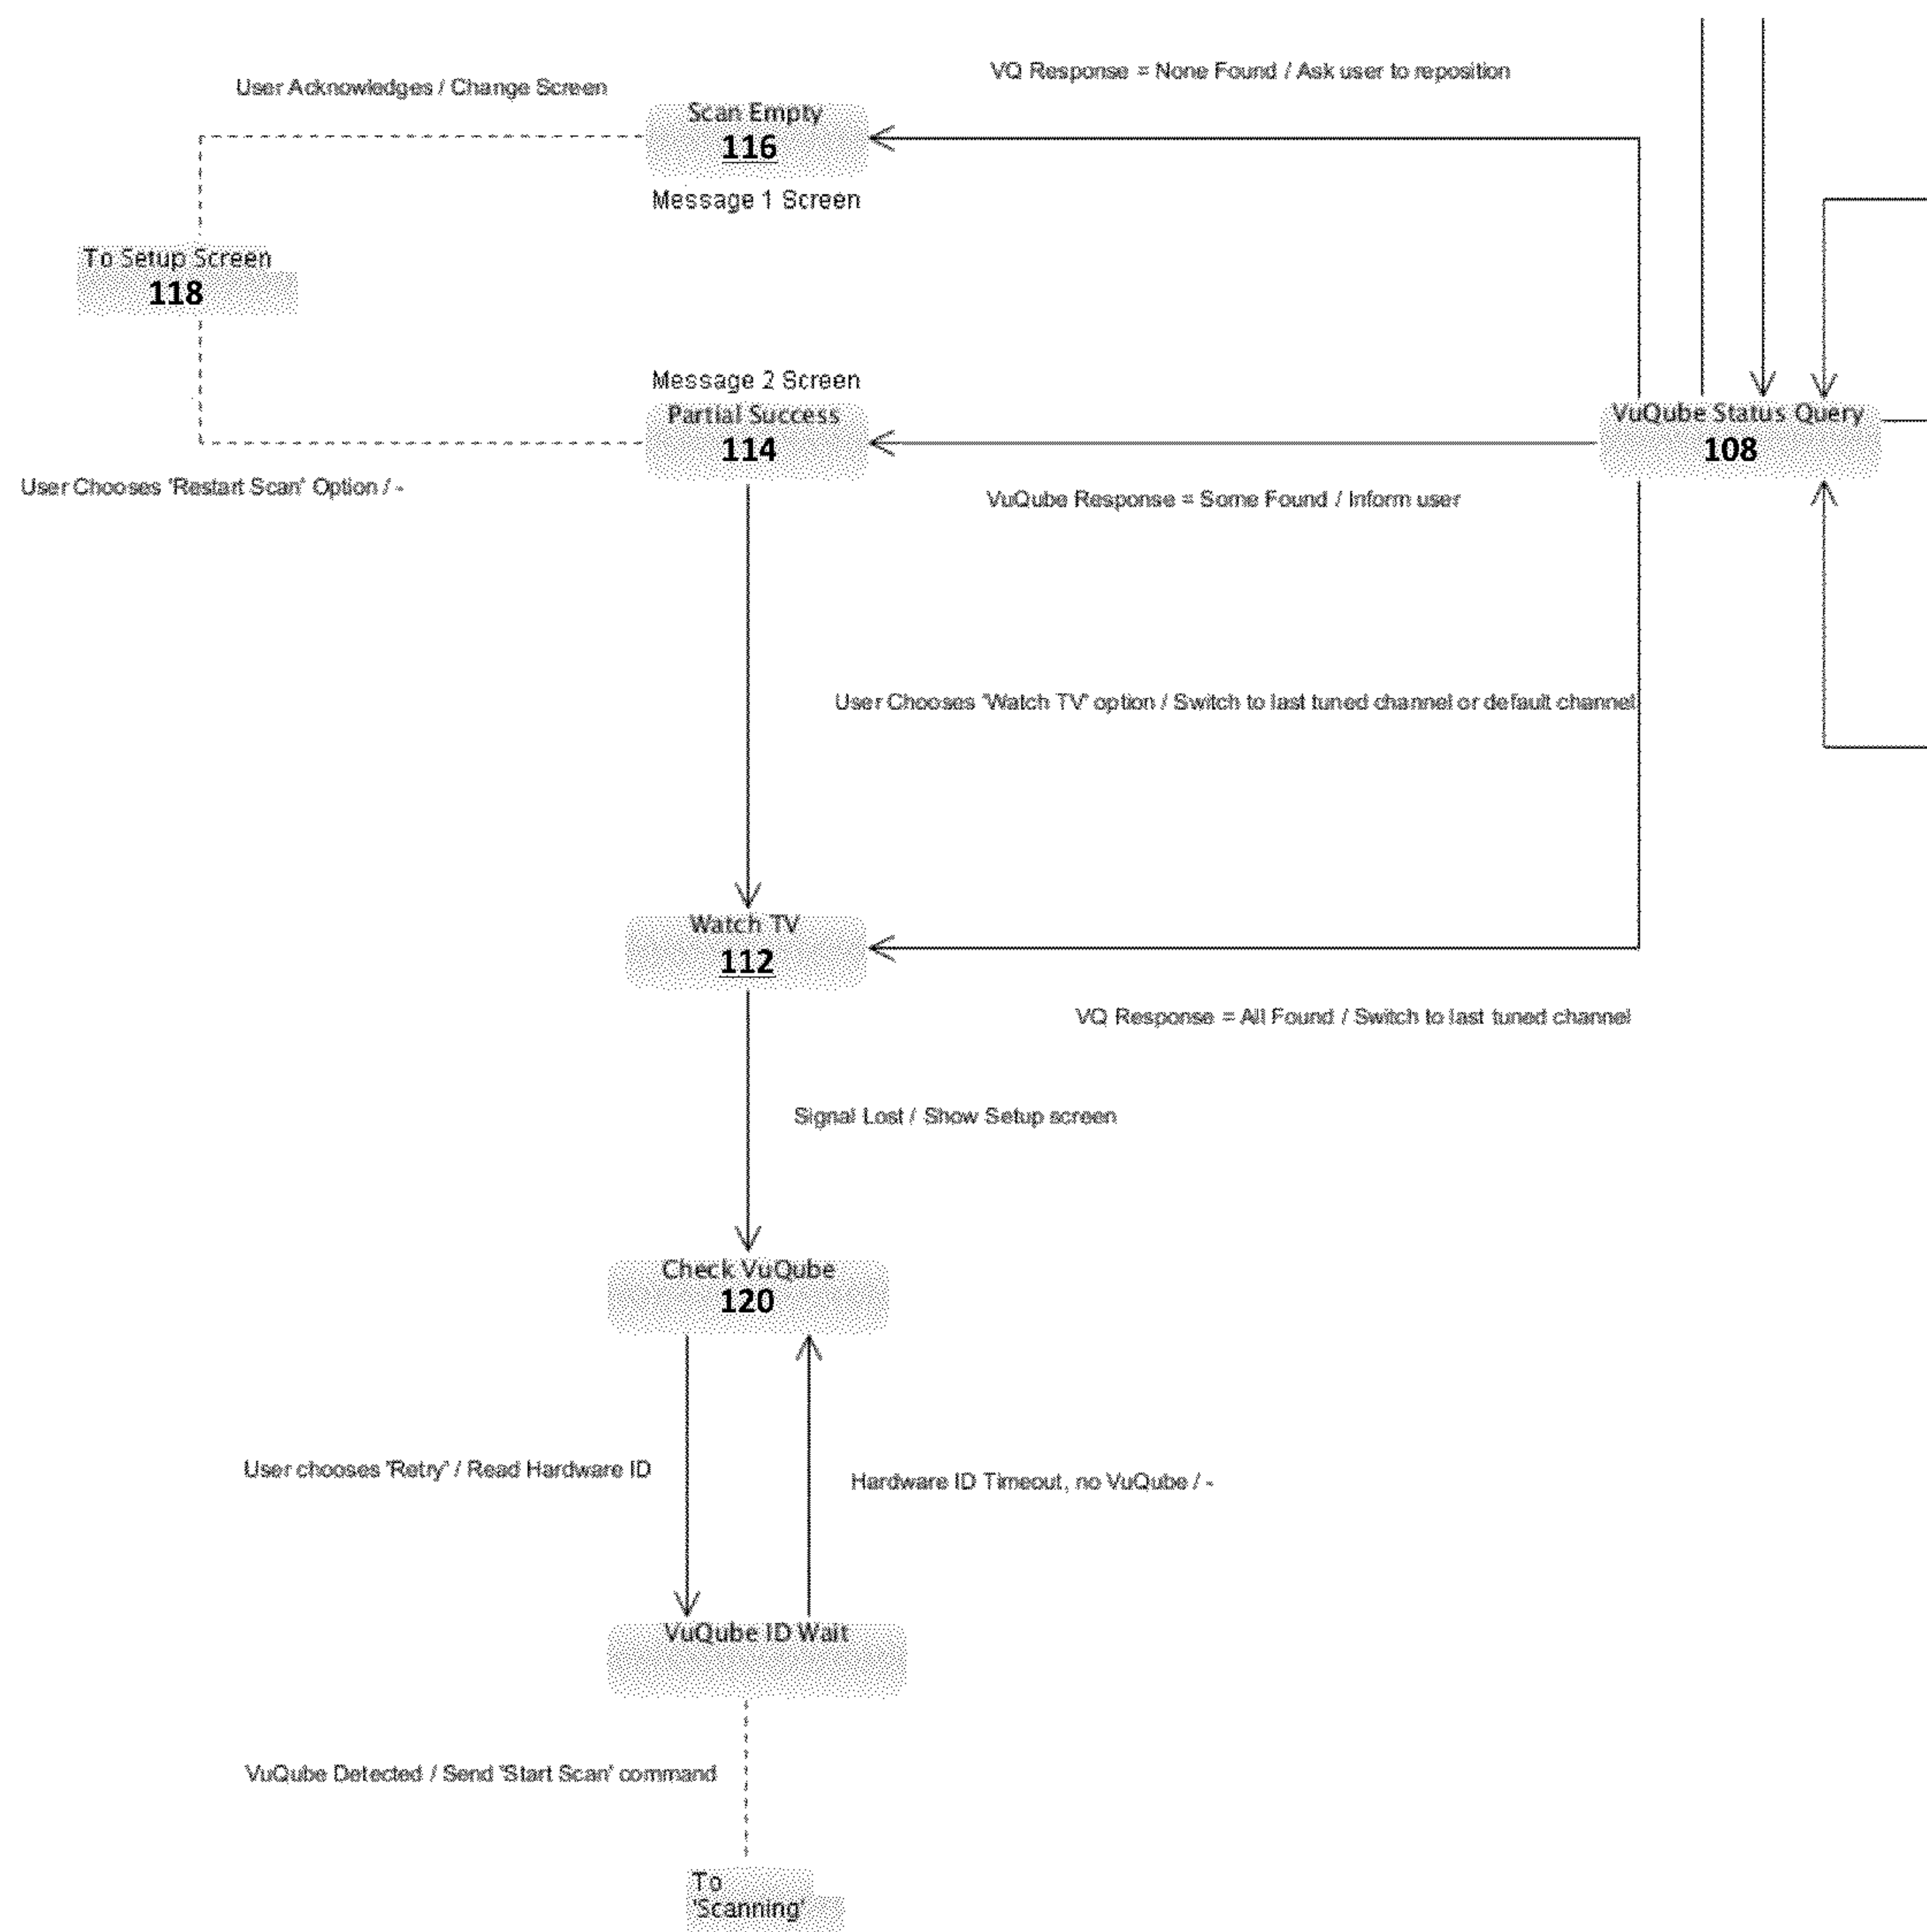 VQ Response = None Found / Ask user to reposition
User Acknowledges / Change Screen
Scan Empty
116
Message 1 Screen
To Setup Screen
118
Message 2 Screen
Partial Success
114
VuQube Status Query
108
User Chooses 'Restart Scan' Option / -
VuQube Response = Some Found / Inform user
User Chooses 'Watch TV' option / Switch to last tuned channel or default channel
Watch TV
112
VQ Response = All Found / Switch to last tuned channel
Signal Lost / Show Setup screen
Check VuQube
120
User chooses 'Retry' / Read Hardware ID
Hardware ID Timeout, no VuQube / -
VuQube ID Wait
VuQube Detected / Send 'Start Scan' command
To
'Scanning'